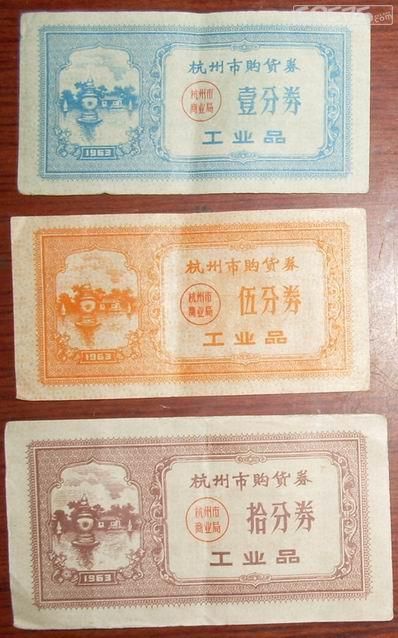 杭州市购货券
杭州市
商业局
壹分券
工业品
1963
杭州市购货券
杭州市
商业局
伍分券
工业品
1963
杭州市购货券
杭州市
商业局
拾分券
工业品
1963